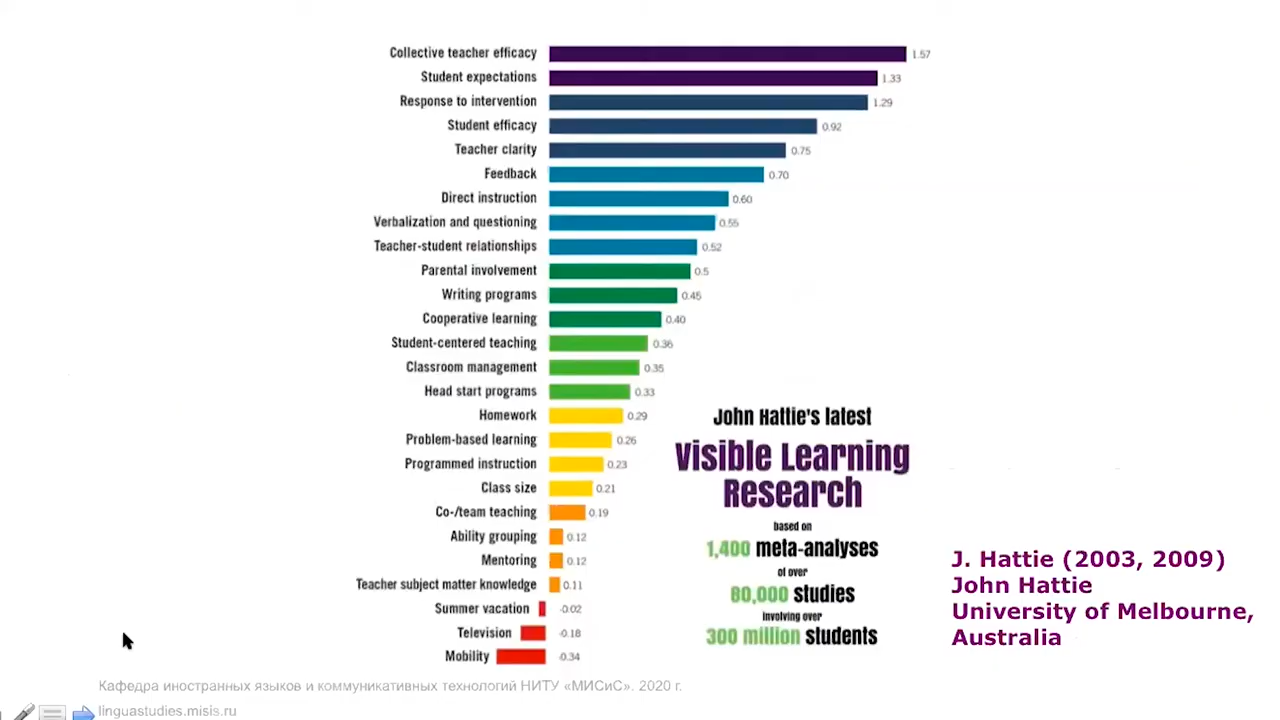 Collective teacher efficacy 1.57
Student expectations 1.33
Response to intervention 1.29
Student efficacy 0.92
Teacher clarity 0.75
Feedback 0.70
Direct instruction 0.60
Verbalization and questioning 0.55
Teacher-student relationships 0.52
Parental involvement 0.5
Writing programs 0.45
Cooperative learning 0.40
Student-centered teaching 0.36
Classroom management 0.35
Head start programs 0.33
Homework 0.29
Problem-based learning 0.26
Programmed instruction 0.23
Class size 0.21
Co-/team teaching 0.19
Ability grouping 0.12
Mentoring 0.12
Teacher subject matter knowledge 0.11
Summer vacation -0.02
Television -0.18
Mobility -0.34
John Hattie's latest
Visible Learning
Research
based on
1,400 meta-analyses
of over
80,000 studies
involving over
300 million students
J. Hattie (2003, 2009)
John Hattie
University of Melbourne,
Australia
Кафедра иностранных языков и коммуникативных технологий НИТУ «МИСиС». 2020 г.
linguastudies.misis.ru